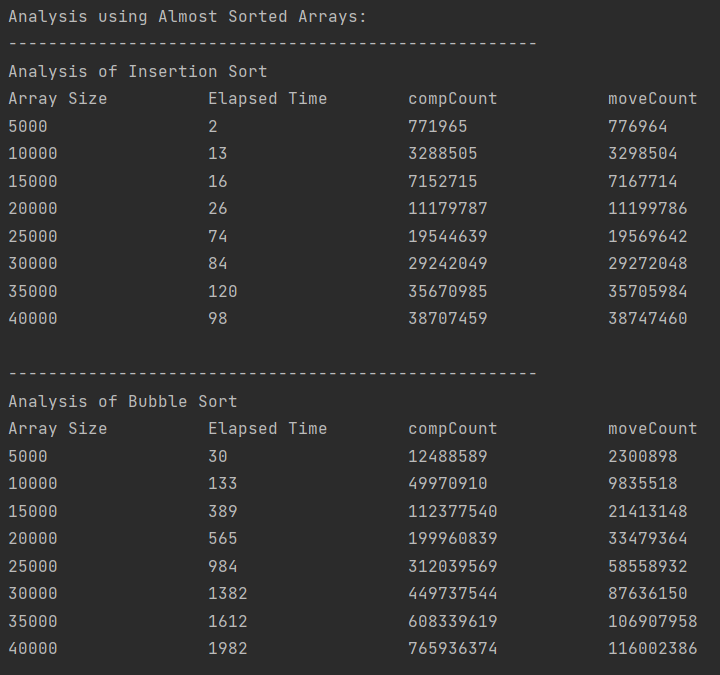 Analysis using Almost Sorted Arrays:
-----------------------------------------------------
Analysis of Insertion Sort
Array Size          Elapsed Time        compCount           moveCount
5000                2                   771965              776964
10000               13                  3288505             3298504
15000               16                  7152715             7167714
20000               26                  11179787            11199786
25000               74                  19544639            19569642
30000               84                  29242049            29272048
35000               120                 35670985            35705984
40000               98                  38707459            38747460

-----------------------------------------------------
Analysis of Bubble Sort
Array Size          Elapsed Time        compCount           moveCount
5000                30                  12488589            2300898
10000               133                 49970910            9835518
15000               389                 112377540           21413148
20000               565                 199960839           33479364
25000               984                 312039569           58558932
30000               1382                449737544           87636150
35000               1612                608339619           106907958
40000               1982                765936374           116002386